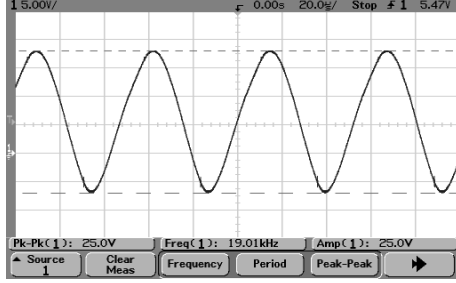 1 5.00V/ 0.00s 20.0µ/ Stop 1 5.47V
Pk-Pk(1): 25.0V Freq(1): 19.01kHz Amp(1): 25.0V
Source 1 Clear Meas Frequency Period Peak-Peak